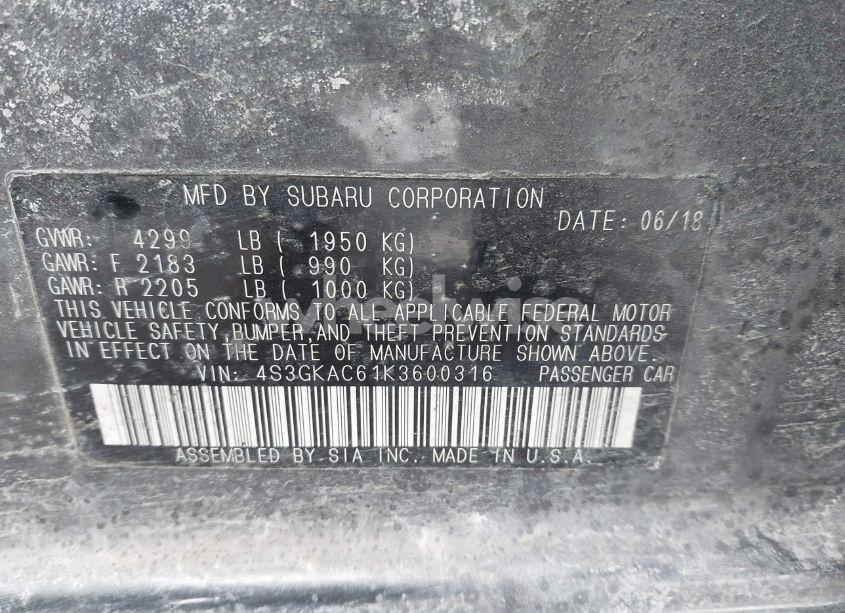 MFD BY SUBARU CORPORATION
DATE: 06/18
GVWR: 4299 LB ( 1950 KG)
GAWR: F 2183 LB ( 990 KG)
GAWR: R 2205 LB ( 1000 KG)
wheelwise
THIS VEHICLE CONFORMS TO ALL APPLICABLE FEDERAL MOTOR
VEHICLE SAFETY, BUMPER, AND THEFT PREVENTION STANDARDS
IN EFFECT ON THE DATE OF MANUFACTURE SHOWN ABOVE.
VIN: 4S3GKAC61K3600316 PASSENGER CAR
ASSEMBLED BY SIA INC. MADE IN U.S.A.